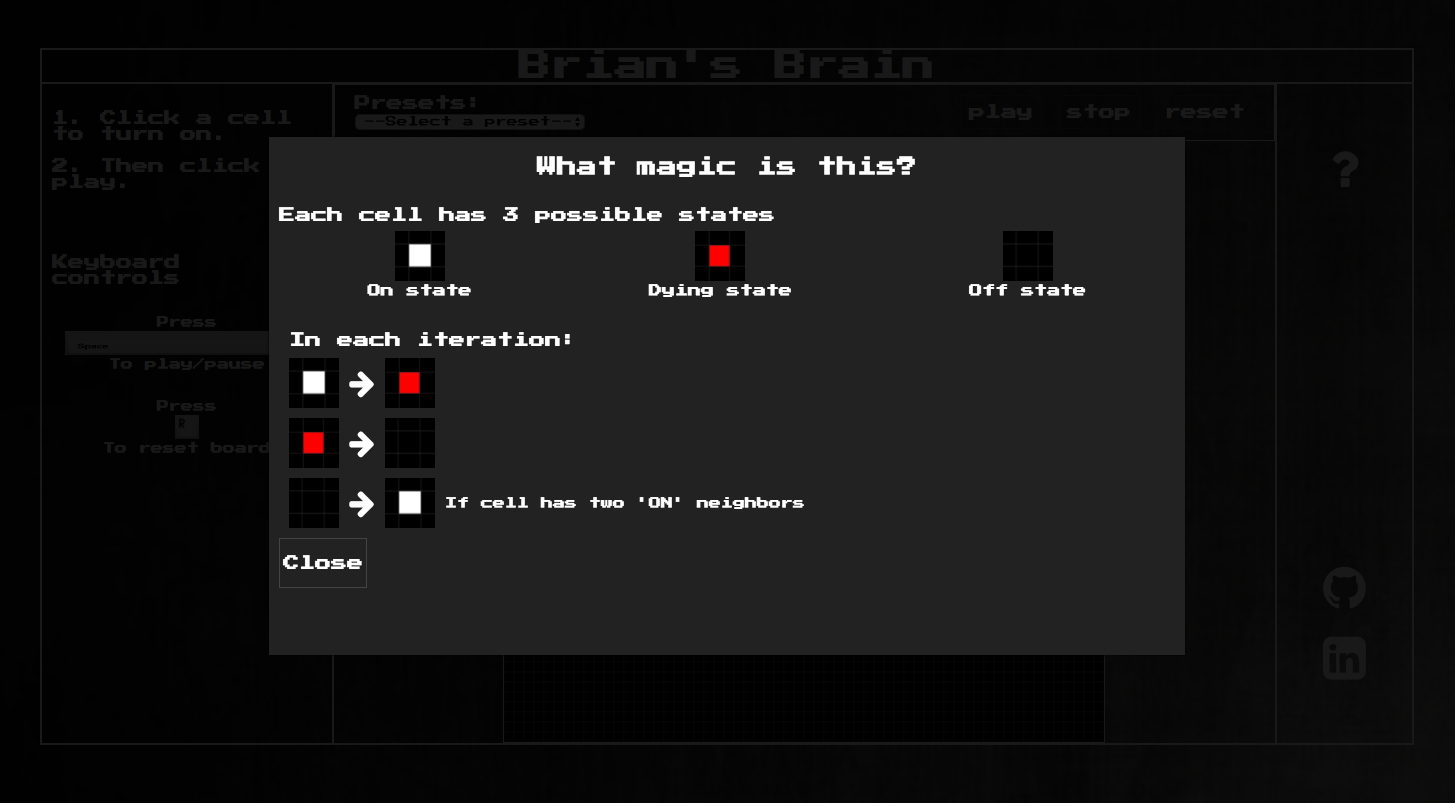 Brian's Brain
1. Click a cell
to turn on.
2. Then click
play.
Keyboard
controls
Press
Space
To play/pause
Press
R
To reset board
Presets:
--Select a preset--
play stop reset
?
What magic is this?
Each cell has 3 possible states
On state
Dying state
Off state
In each iteration:
If cell has two 'ON' neighbors
Close
in